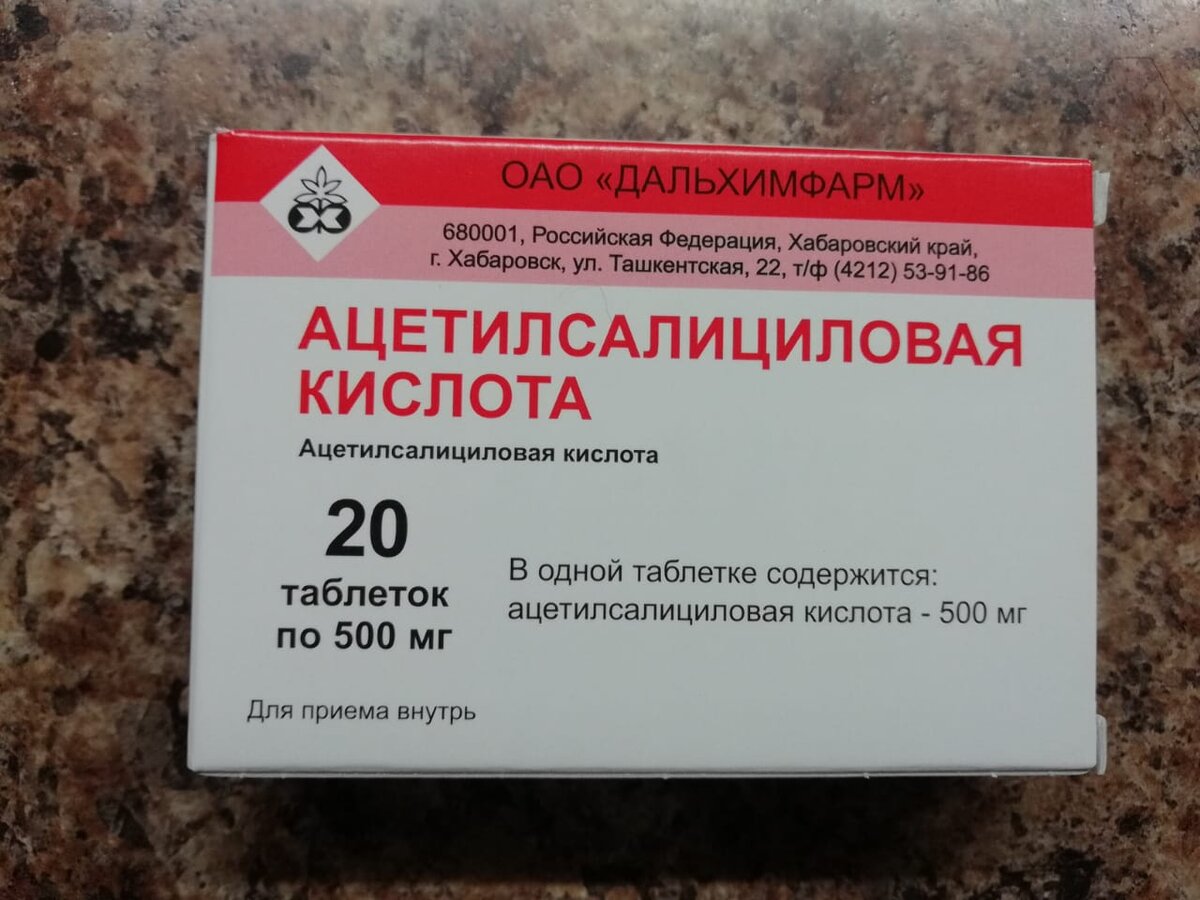 ОАО «ДАЛЬХИМФАРМ»
680001, Российская Федерация, Хабаровский край,
г. Хабаровск, ул. Ташкентская, 22, т/ф (4212) 53-91-86
АЦЕТИЛСАЛИЦИЛОВАЯ
КИСЛОТА
Ацетилсалициловая кислота
20
таблеток
по 500 мг
В одной таблетке содержится:
ацетилсалициловая кислота - 500 мг
Для приема внутрь